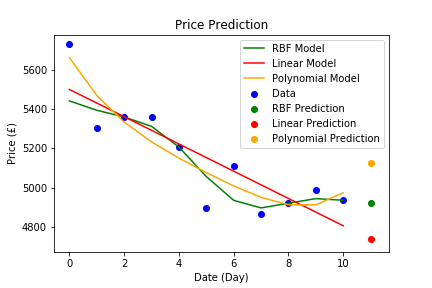 Price Prediction
RBF Model
Linear Model
Polynomial Model
Data
RBF Prediction
Linear Prediction
Polynomial Prediction
5600
5400
5200
5000
4800
Price (£)
0 2 4 6 8 10
Date (Day)